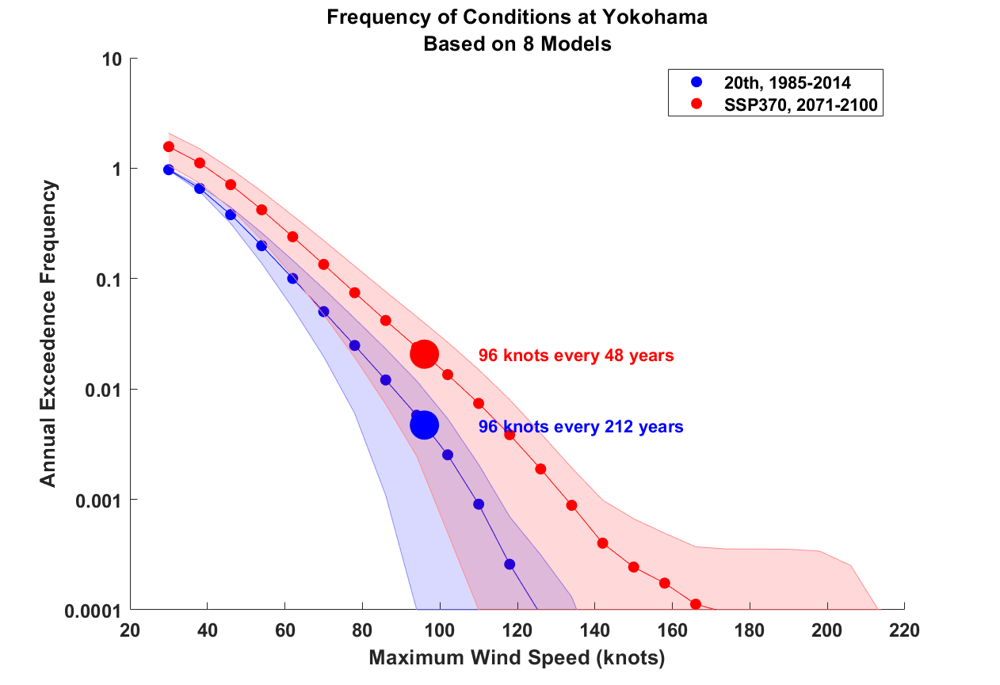 Frequency of Conditions at Yokohama
Based on 8 Models
20th, 1985-2014
SSP370, 2071-2100
Annual Exceedence Frequency
10
1
0.1
0.01
0.001
0.0001
96 knots every 48 years
96 knots every 212 years
20 40 60 80 100 120 140 160 180 200 220
Maximum Wind Speed (knots)